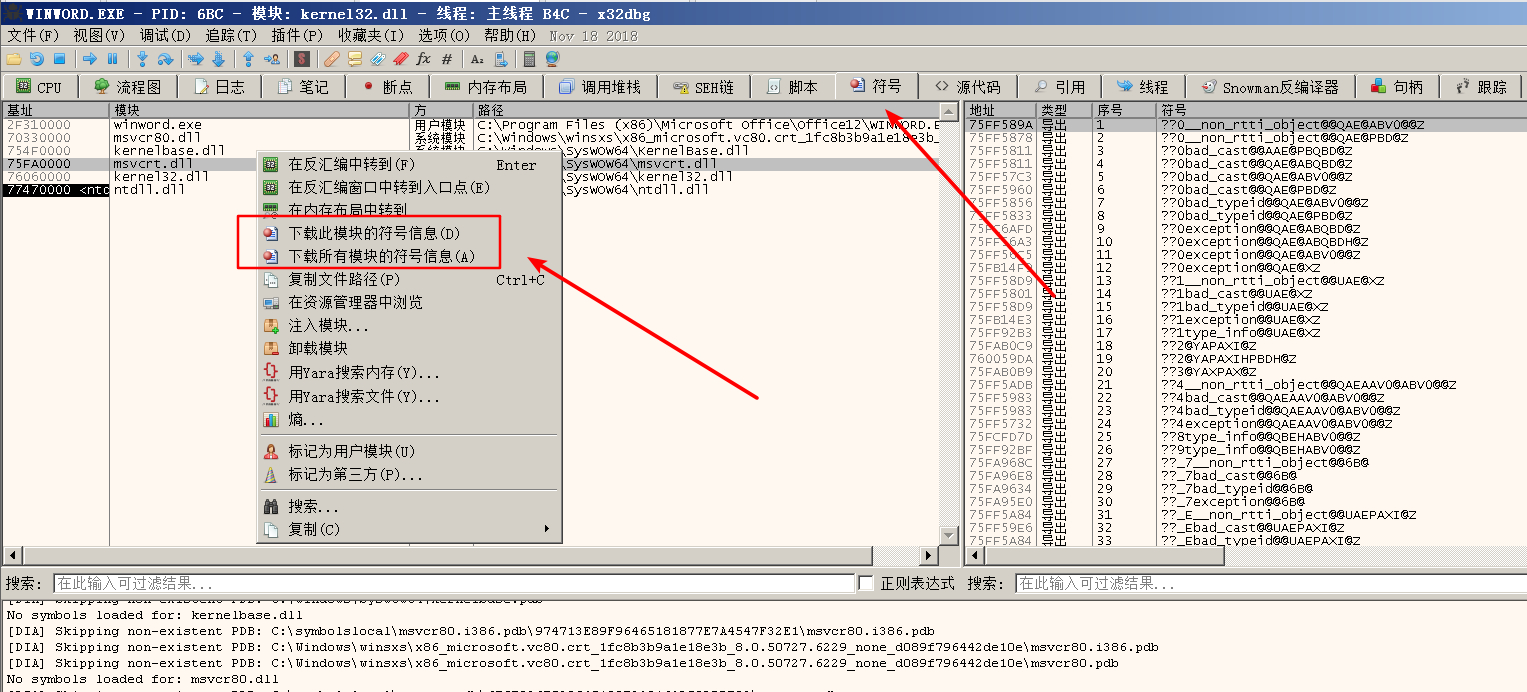 WINWORD.EXE - PID: 6BC - 模块: kernel32.dll - 线程: 主线程 B4C - x32dbg
文件(F) 视图(V) 调试(D) 追踪(T) 插件(P) 收藏夹(I) 选项(O) 帮助(H) Nov 18 2018
CPU 流程图 日志 笔记 断点 内存布局 调用堆栈 SEH链 脚本 符号 源代码 引用 线程 Snowman反编译器 句柄 跟踪
基址 模块 方 路径
2F310000 winword.exe 用户模块 C:\Program Files (x86)\Microsoft Office\Office12\WINWORD.E
70330000 msvcr80.dll 系统模块 C:\Windows\winsxs\x86_microsoft.vc80.crt_1fc8b3b9a1e18e3b_
754F0000 kernelbase.dll \SysWOW64\KernelBase.dll
75FA0000 msvcrt.dll \SysWOW64\msvcrt.dll
76060000 kernel32.dll \SysWOW64\kernel32.dll
77470000 <ntd ntdll.dll \SysWOW64\ntdll.dll
在反汇编中转到(F) Enter
在反汇编窗口中转到入口点(E)
在内存布局中转到
下载此模块的符号信息(D)
下载所有模块的符号信息(A)
复制文件路径(P) Ctrl+C
在资源管理器中浏览
注入模块...
卸载模块
用Yara搜索内存(Y)...
用Yara搜索文件(Y)...
熵...
标记为用户模块(U)
标记为第三方(P)...
搜索...
复制(C)
地址 类型 序号 符号
75FF589A 导出 1 ??0__non_rtti_object@@QAE@ABV0@@Z
75FF5878 导出 2 ??0__non_rtti_object@@QAE@PBD@Z
75FF5811 导出 3 ??0bad_cast@@AAE@PBQBD@Z
75FF5811 导出 4 ??0bad_cast@@QAE@ABQBD@Z
75FF57C3 导出 5 ??0bad_cast@@QAE@ABV0@@Z
75FF5960 导出 6 ??0bad_cast@@QAE@PBD@Z
75FF5856 导出 7 ??0bad_typeid@@QAE@ABV0@@Z
75FF5833 导出 8 ??0bad_typeid@@QAE@PBD@Z
导出 9 ??0exception@@QAE@ABQBD@Z
导出 10 ??0exception@@QAE@ABQBDH@Z
导出 11 ??0exception@@QAE@ABV0@@Z
75FB14F9 导出 12 ??0exception@@QAE@XZ
75FF58D9 导出 13 ??1__non_rtti_object@@UAE@XZ
75FF5801 导出 14 ??1bad_cast@@UAE@XZ
75FF58D9 导出 15 ??1bad_typeid@@UAE@XZ
75FB14E3 导出 16 ??1exception@@UAE@XZ
75FF92B3 导出 17 ??1type_info@@UAE@XZ
75FAB0C9 导出 18 ??2@YAPAXI@Z
760059DA 导出 19 ??2@YAPAXIHPBDH@Z
75FAB0B9 导出 20 ??3@YAXPAX@Z
75FF5ADB 导出 21 ??4__non_rtti_object@@QAEAAV0@ABV0@@Z
75FF5983 导出 22 ??4bad_cast@@QAEAAV0@ABV0@@Z
75FF5983 导出 23 ??4bad_typeid@@QAEAAV0@ABV0@@Z
75FF5732 导出 24 ??4exception@@QAEAAV0@ABV0@@Z
75FCFD7D 导出 25 ??8type_info@@QBEHABV0@@Z
75FF92BF 导出 26 ??9type_info@@QBEHABV0@@Z
75FA968C 导出 27 ??_7__non_rtti_object@@6B@
75FA96E8 导出 28 ??_7bad_cast@@6B@
75FA9634 导出 29 ??_7bad_typeid@@6B@
75FA95E0 导出 30 ??_7exception@@6B@
75FF5A84 导出 31 ??_E__non_rtti_object@@UAEPAXI@Z
75FF59E6 导出 32 ??_Ebad_cast@@UAEPAXI@Z
75FF5A84 导出 33 ??_Ebad_typeid@@UAEPAXI@Z
搜索: 在此输入可过滤结果... 正则表达式 搜索: 在此输入可过滤结果...
No symbols loaded for: kernelbase.dll
[DIA] Skipping non-existent PDB: C:\symbolslocal\msvcr80.i386.pdb\974713E89F96465181877E7A4547F32E1\msvcr80.i386.pdb
[DIA] Skipping non-existent PDB: C:\Windows\winsxs\x86_microsoft.vc80.crt_1fc8b3b9a1e18e3b_8.0.50727.6229_none_d089f796442de10e\msvcr80.i386.pdb
[DIA] Skipping non-existent PDB: C:\Windows\winsxs\x86_microsoft.vc80.crt_1fc8b3b9a1e18e3b_8.0.50727.6229_none_d089f796442de10e\msvcr80.pdb
No symbols loaded for: msvcr80.dll